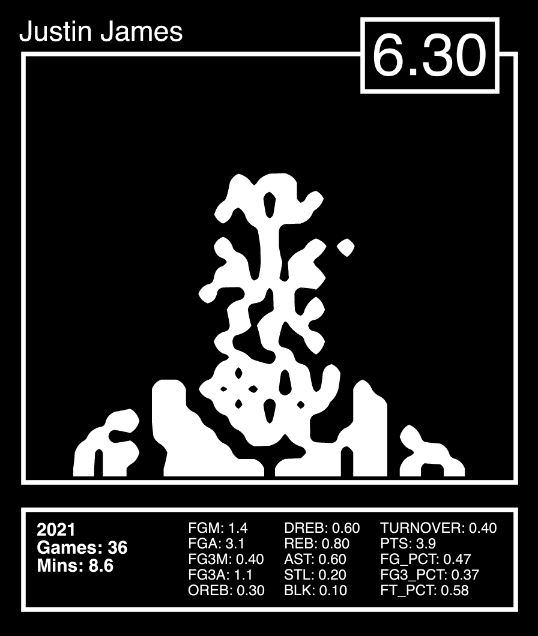 Justin James
6.30
2021
Games: 36
Mins: 8.6
FGM: 1.4
FGA: 3.1
FG3M: 0.40
FG3A: 1.1
OREB: 0.30
DREB: 0.60
REB: 0.80
AST: 0.60
STL: 0.20
BLK: 0.10
TURNOVER: 0.40
PTS: 3.9
FG_PCT: 0.47
FG3_PCT: 0.37
FT_PCT: 0.58